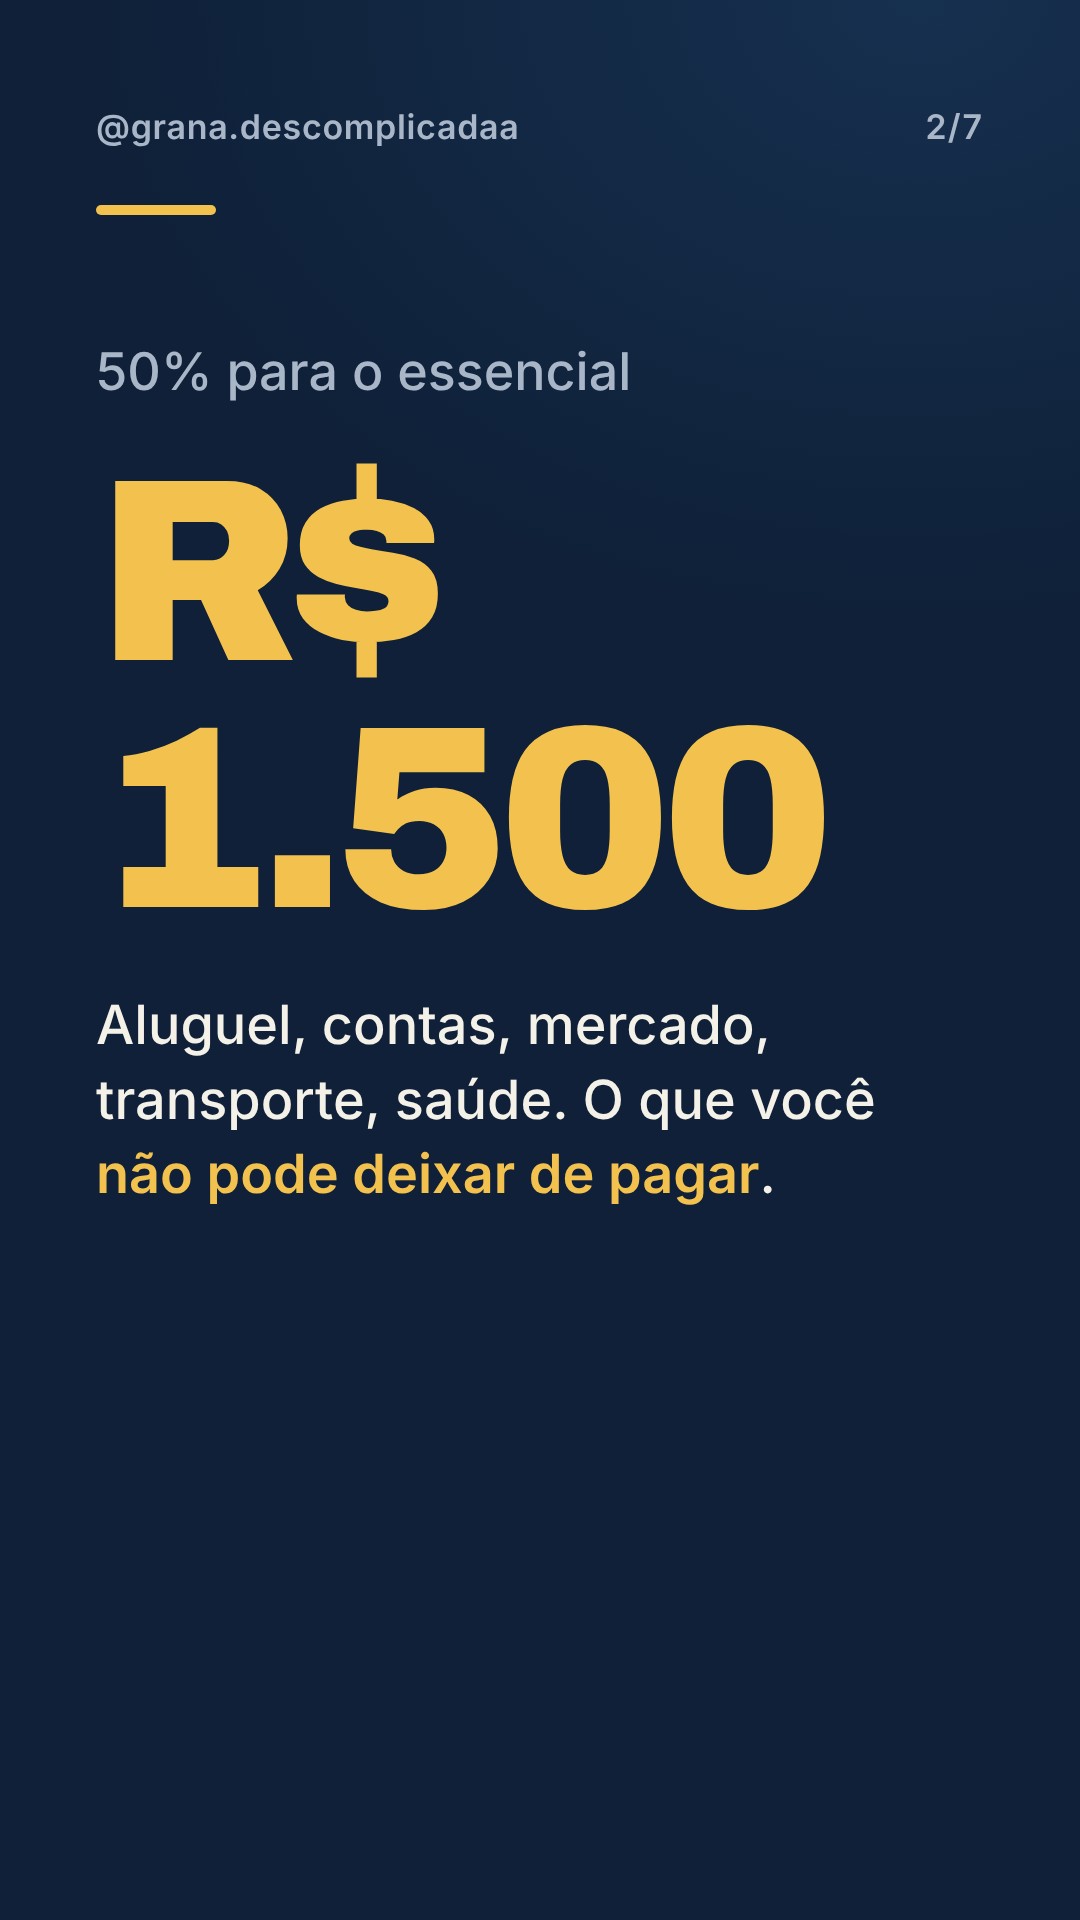 @grana.descomplicadaa 2/7
50% para o essencial
R$
1.500
Aluguel, contas, mercado,
transporte, saúde. O que você
não pode deixar de pagar.